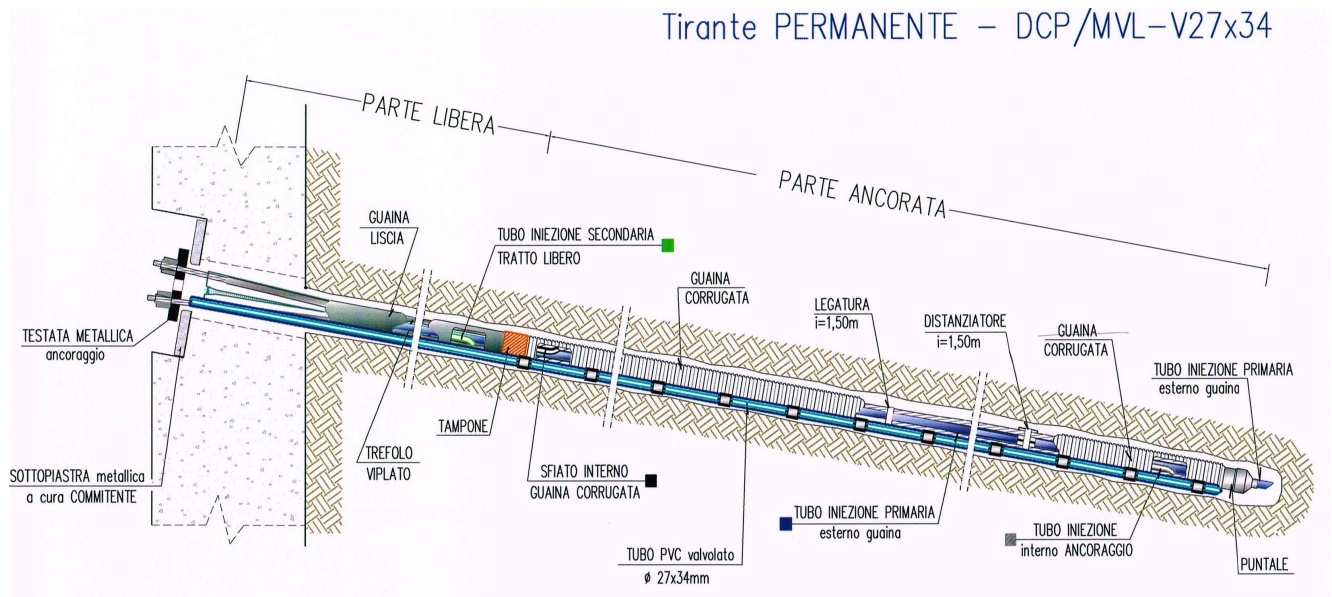 Tirante PERMANENTE – DCP/MVL–V27x34
PARTE LIBERA
PARTE ANCORATA
GUAINA
LISCIA
TUBO INIEZIONE SECONDARIA
TRATTO LIBERO
GUAINA
CORRUGATA
LEGATURA
i=1,50m
DISTANZIATORE
i=1,50m
GUAINA
CORRUGATA
TUBO INIEZIONE PRIMARIA
esterno guaina
TESTATA METALLICA
ancoraggio
TAMPONE
TREFOLO
VIPLATO
SFIATO INTERNO
GUAINA CORRUGATA
SOTTOPIASTRA metallica
a cura COMMITENTE
TUBO INIEZIONE PRIMARIA
esterno guaina
TUBO INIEZIONE
interno ANCORAGGIO
TUBO PVC valvolato
ø 27x34mm
PUNTALE